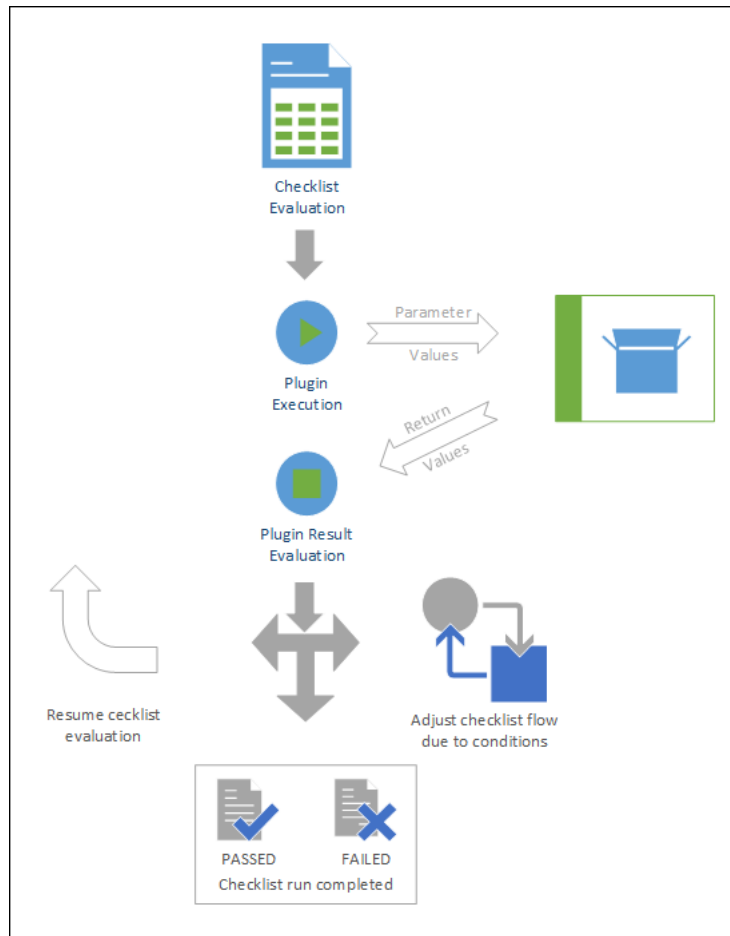 Checklist
Evaluation
Parameter
Values
Plugin
Execution
Return
Values
Plugin Result
Evaluation
Resume cecklist
evaluation
Adjust checklist flow
due to conditions
PASSED
FAILED
Checklist run completed